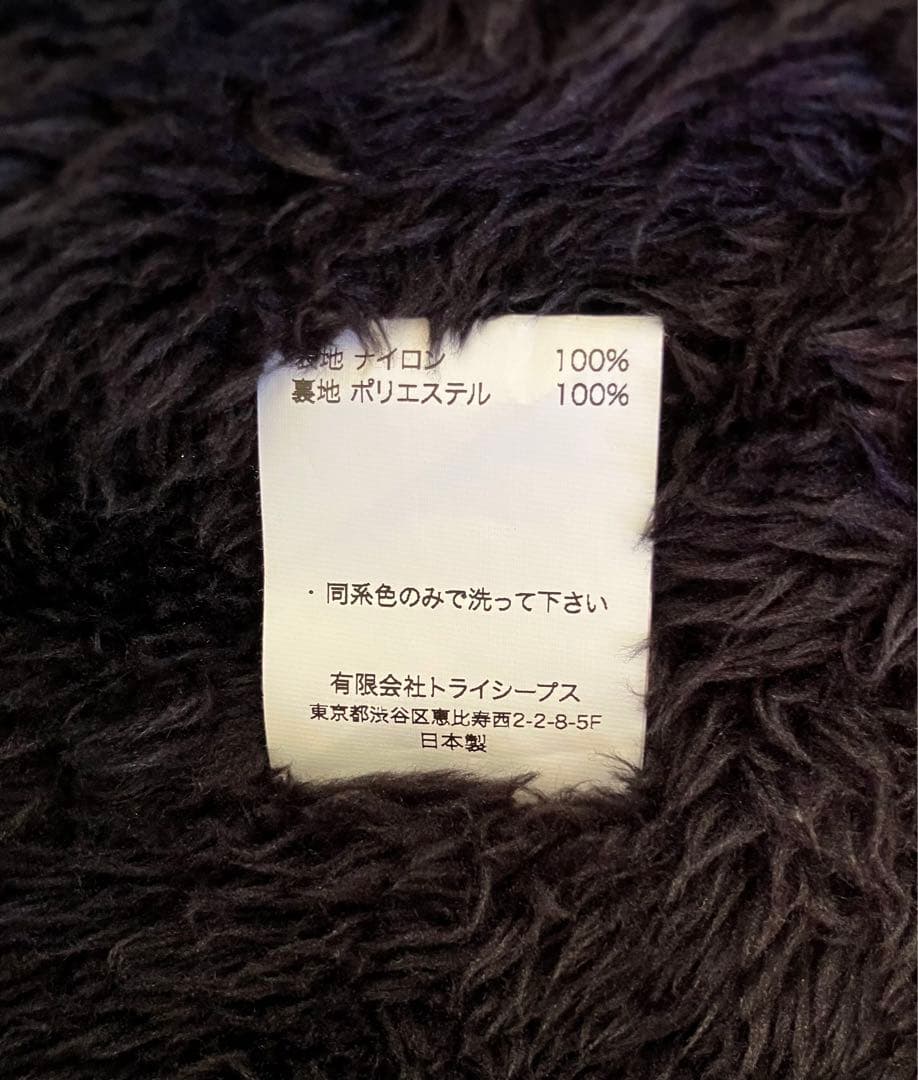 表地 ナイロン 100%
裏地 ポリエステル 100%
・同系色のみで洗って下さい
有限会社トライシープス
東京都渋谷区恵比寿西2-2-8-5F
日本製